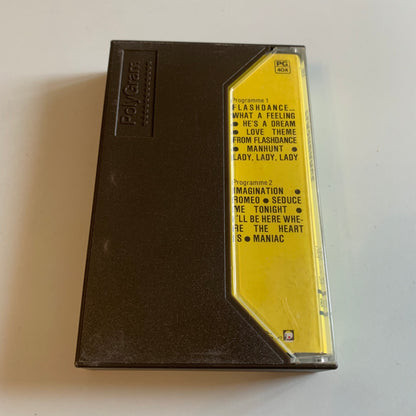 PolyGram
PG
40A
Programme 1
FLASHDANCE...
WHAT A FEELING
● HE'S A DREAM
● LOVE THEME
FROM FLASHDANCE
● MANHUNT ●
LADY, LADY, LADY
Programme 2
IMAGINATION ●
ROMEO ● SEDUCE
ME TONIGHT ●
I'LL BE HERE WHE-
RE THE HEART
IS ● MANIAC